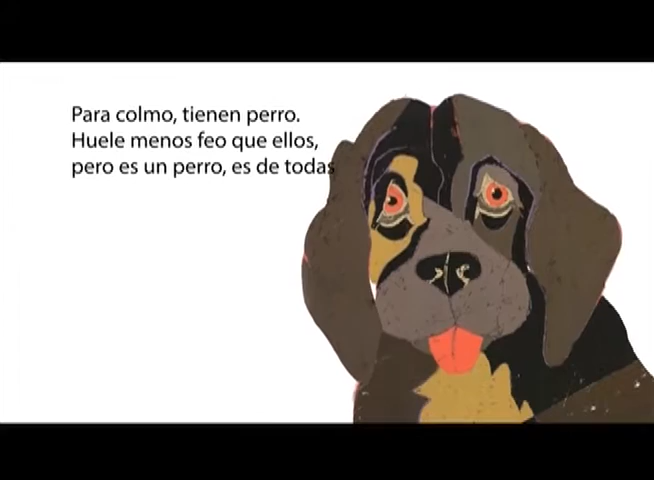 Para colmo, tienen perro.
Huele menos feo que ellos,
pero es un perro, es de todas